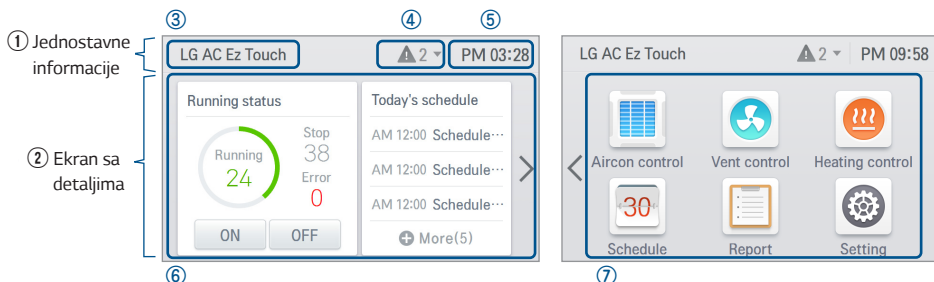 ③ ④ ⑤
① Jednostavne
informacije
LG AC Ez Touch 2 PM 03:28
② Ekran sa
detaljima
Running status
Running
24
Stop
38
Error
0
ON OFF
Today's schedule
AM 12:00 Schedule···
AM 12:00 Schedule···
AM 12:00 Schedule···
More(5)
⑥
LG AC Ez Touch 2 PM 09:58
Aircon control Vent control Heating control
30
Schedule Report Setting
⑦